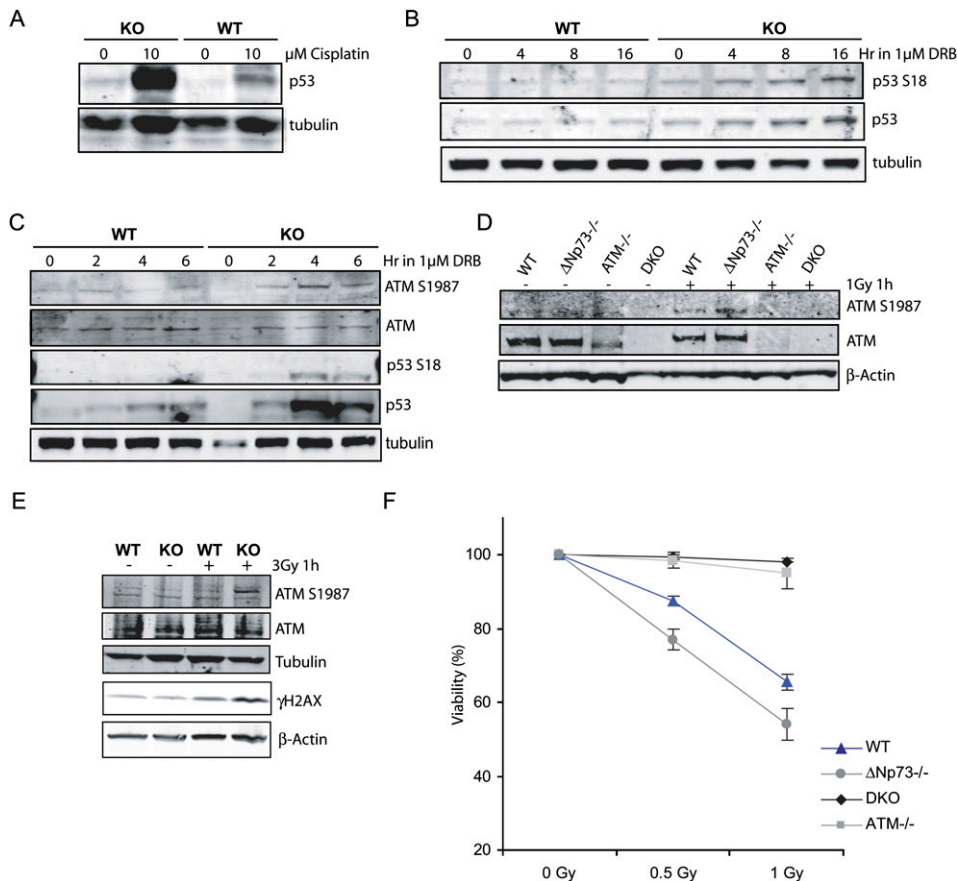 A
KO WT
0 10 0 10 μM Cisplatin
p53
tubulin
B
WT KO
0 4 8 16 0 4 8 16 Hr in 1μM DRB
p53 S18
p53
tubulin
C
WT KO
0 2 4 6 0 2 4 6 Hr in 1μM DRB
ATM S1987
ATM
p53 S18
p53
tubulin
D
WT ΔNp73-/- ATM-/- DKO WT ΔNp73-/- ATM-/- DKO
- - - - + + + + 1Gy 1h
ATM S1987
ATM
β-Actin
E
WT KO WT KO
- - + + 3Gy 1h
ATM S1987
ATM
Tubulin
γH2AX
β-Actin
F
Viability (%)
100
80
60
40
20
0 Gy 0.5 Gy 1 Gy
WT
ΔNp73-/-
DKO
ATM-/-